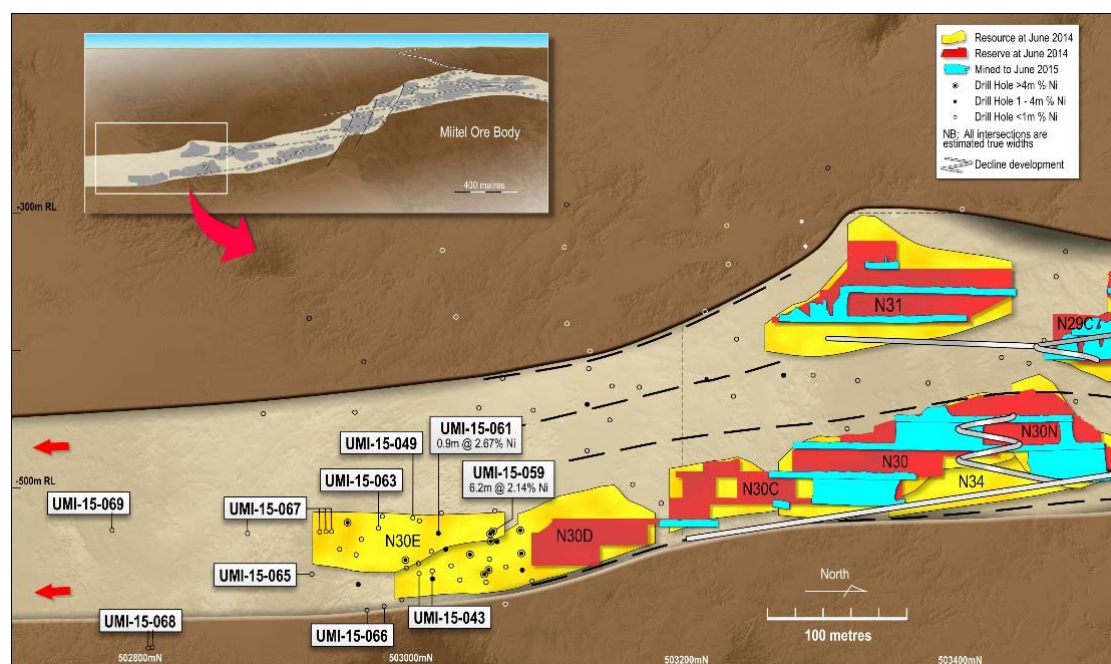 Miitel Ore Body
400 metres
Resource at June 2014
Reserve at June 2014
Mined to June 2015
Drill Hole >4m % Ni
Drill Hole 1 - 4m % Ni
Drill Hole <1m % Ni
NB; All intersections are
estimated true widths
Decline development
-300m RL
N31
N29C
UMI-15-061
0.9m @ 2.67% Ni
UMI-15-049
UMI-15-059
6.2m @ 2.14% Ni
UMI-15-063
N30N
N30
N34
N30C
-500m RL
UMI-15-069
UMI-15-067
N30E
N30D
UMI-15-065
North
UMI-15-043
UMI-15-066
UMI-15-068
100 metres
502800mN
503000mN
503200mN
503400mN